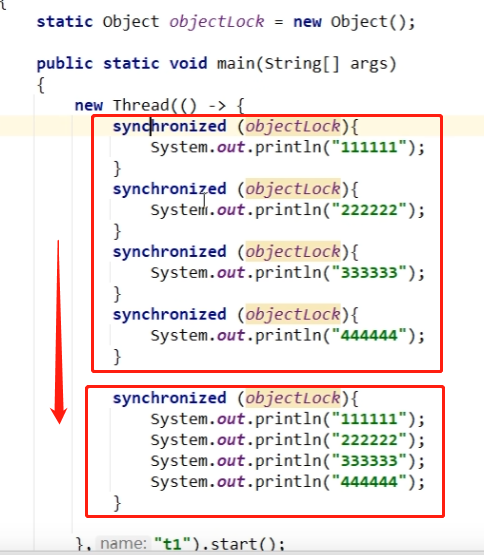 {
static Object objectLock = new Object();
public static void main(String[] args)
{
new Thread(() -> {
synchronized (objectLock){
System.out.println("111111");
}
synchronized (objectLock){
System.out.println("222222");
}
synchronized (objectLock){
System.out.println("333333");
}
synchronized (objectLock){
System.out.println("444444");
}
synchronized (objectLock){
System.out.println("111111");
System.out.println("222222");
System.out.println("333333");
System.out.println("444444");
}
}, name: "t1").start();